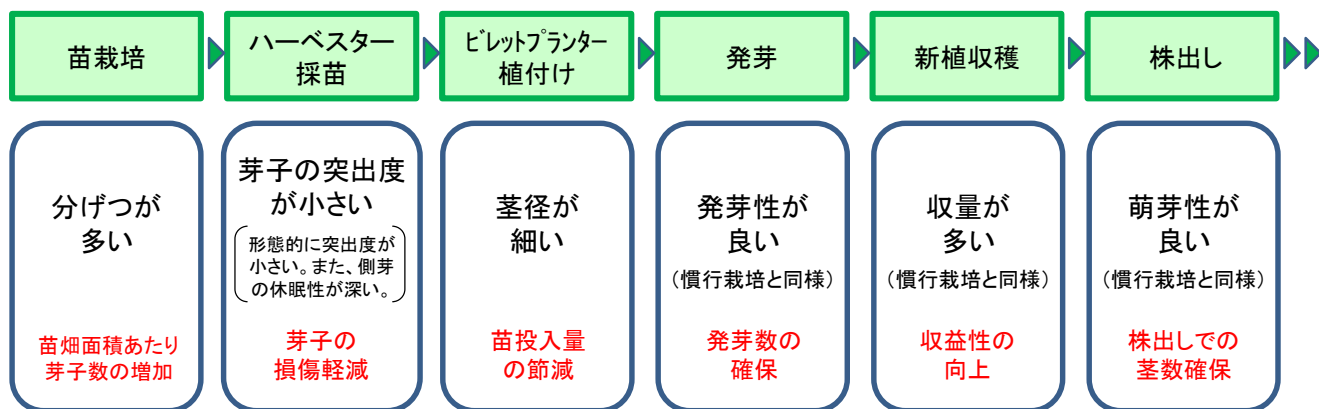 苗栽培
ハーベスター
採苗
ビレットプランター
植付け
発芽
新植収穫
株出し
分げつが
多い
苗畑面積あたり
芽子数の増加
芽子の突出度
が小さい
形態的に突出度が
小さい。また、側芽
の休眠性が深い。
芽子の
損傷軽減
茎径が
細い
苗投入量
の節減
発芽性が
良い
（慣行栽培と同様）
発芽数の
確保
収量が
多い
（慣行栽培と同様）
収益性の
向上
萌芽性が
良い
（慣行栽培と同様）
株出しでの
茎数確保